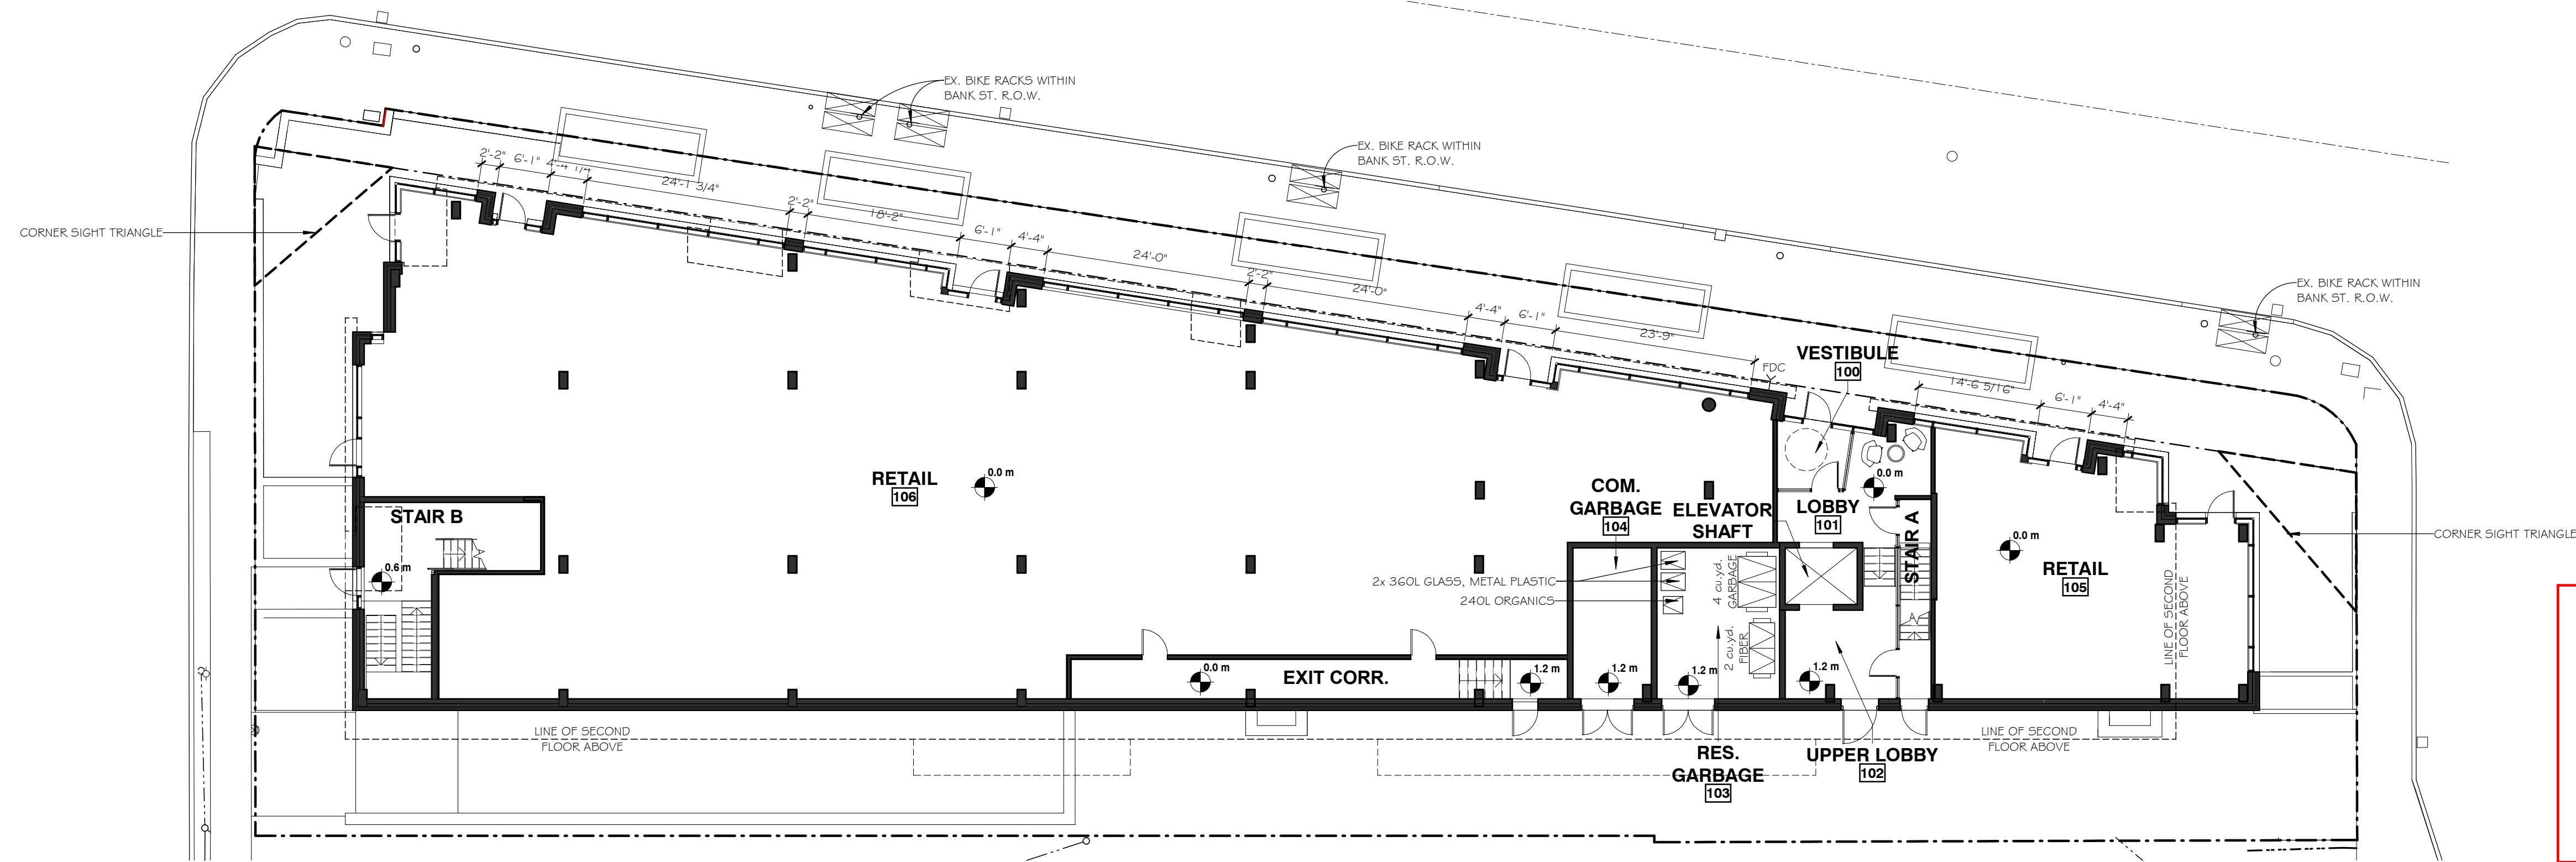 EX. BIKE RACKS WITHIN
BANK ST. R.O.W.
EX. BIKE RACK WITHIN
BANK ST. R.O.W.
CORNER SIGHT TRIANGLE
2'-2"
6'-1"
4'-4 1/4"
24'-1 3/4"
2'-2"
18'-2"
6'-1"
4'-4"
24'-0"
2'-2"
24'-0"
4'-4"
6'-1"
23'-9"
EX. BIKE RACK WITHIN
BANK ST. R.O.W.
VESTIBULE
100
FDC
14'-6 5/16"
6'-1"
4'-4"
RETAIL
106
0.0 m
COM.
GARBAGE
104
ELEVATOR
SHAFT
LOBBY
101
0.0 m
STAIR A
STAIR B
0.6 m
0.0 m
RETAIL
105
CORNER SIGHT TRIANGLE
LINE OF SECOND
FLOOR ABOVE
2x 360L GLASS, METAL PLASTIC
240L ORGANICS
4 cu.yd.
GARBAGE
2 cu.yd.
FIBER
0.0 m
EXIT CORR.
1.2 m
1.2 m
1.2 m
1.2 m
LINE OF SECOND
FLOOR ABOVE
RES.
GARBAGE
103
UPPER LOBBY
102
LINE OF SECOND
FLOOR ABOVE